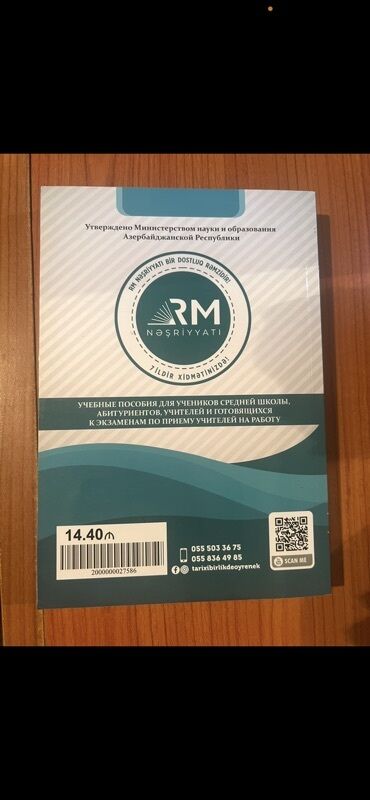 Утверждено Министерством науки и образования
Азербайджанской Республики
RM NƏŞRİYYATI BİR DOSTLUQ RƏMZİDİR!
RM
NƏŞRİYYATI
7 İLDİR XİDMƏTİNİZDƏ!
УЧЕБНЫЕ ПОСОБИЯ ДЛЯ УЧЕНИКОВ СРЕДНЕЙ ШКОЛЫ,
АБИТУРИЕНТОВ, УЧИТЕЛЕЙ И ГОТОВЯЩИХСЯ
К ЭКЗАМЕНАМ ПО ПРИЕМУ УЧИТЕЛЕЙ НА РАБОТУ
14.40 ₼
2000000027586
055 503 36 75
055 836 49 85
tarixibirlikdeoyrenek
SCAN ME